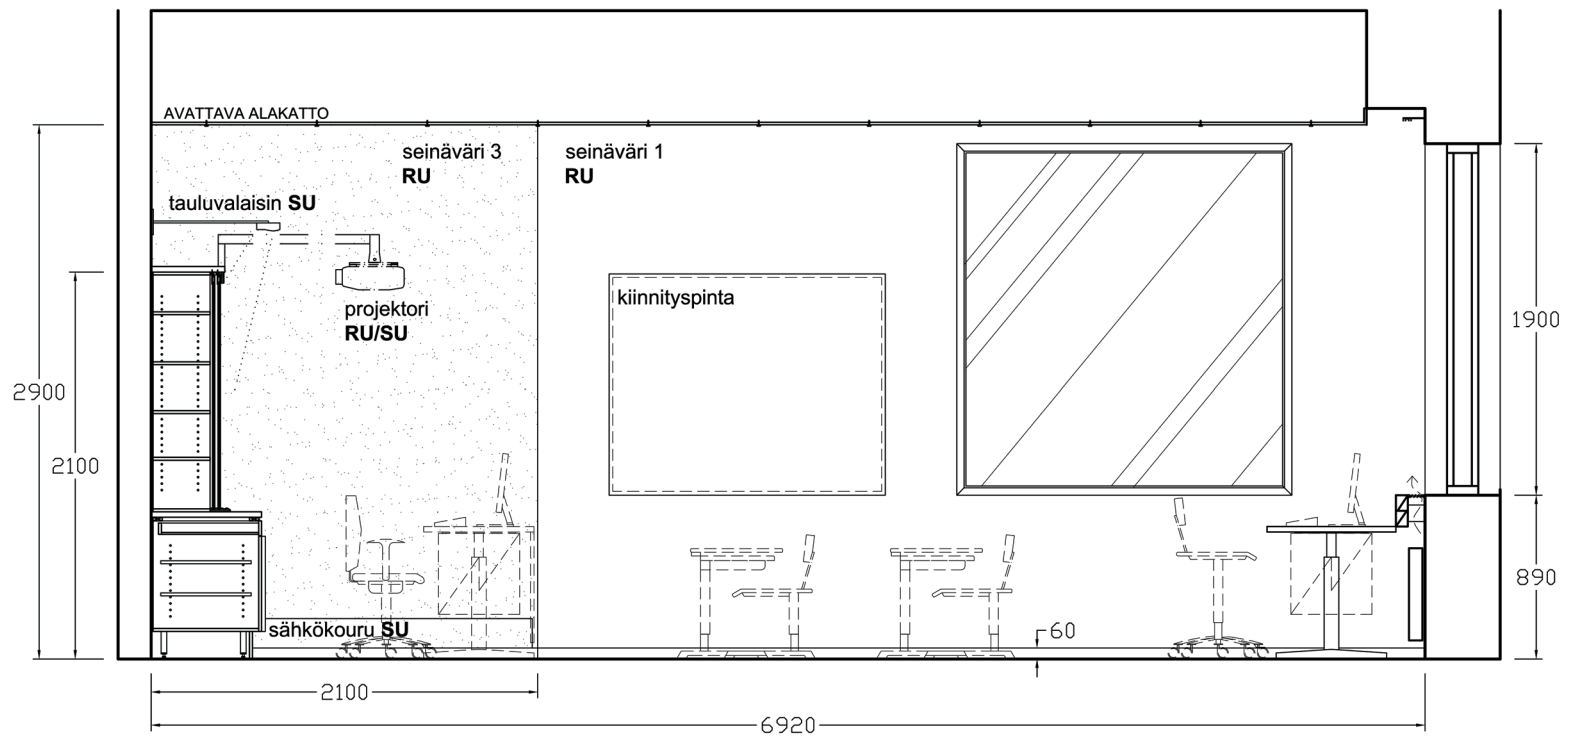 AVATTAVA ALAKATTO
seinäväri 3
RU
seinäväri 1
RU
tauluvalaisin SU
projektori
RU/SU
kiinnityspinta
1900
2900
2100
890
sähkökouru SU
60
2100
6920